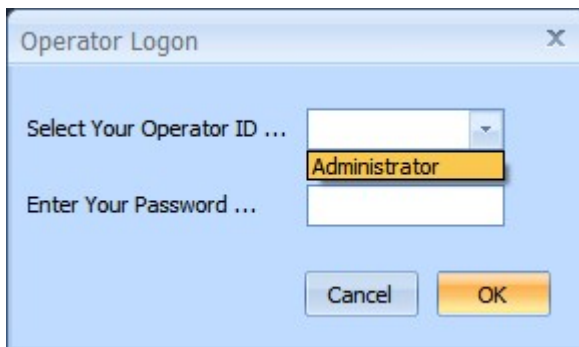 Operator Logon
Select Your Operator ID ...
Administrator
Enter Your Password ...
Cancel OK